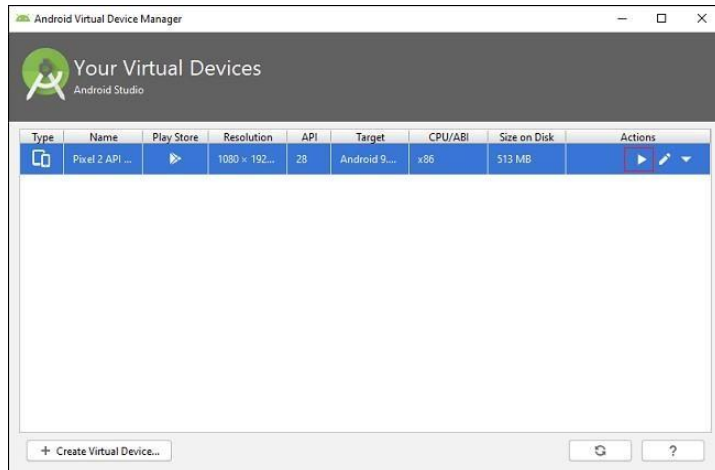 Android Virtual Device Manager
Your Virtual Devices
Android Studio
Type Name Play Store Resolution API Target CPU/ABI Size on Disk Actions
Pixel 2 API ... 1080 × 192... 28 Android 9.... x86 513 MB
+ Create Virtual Device...
?